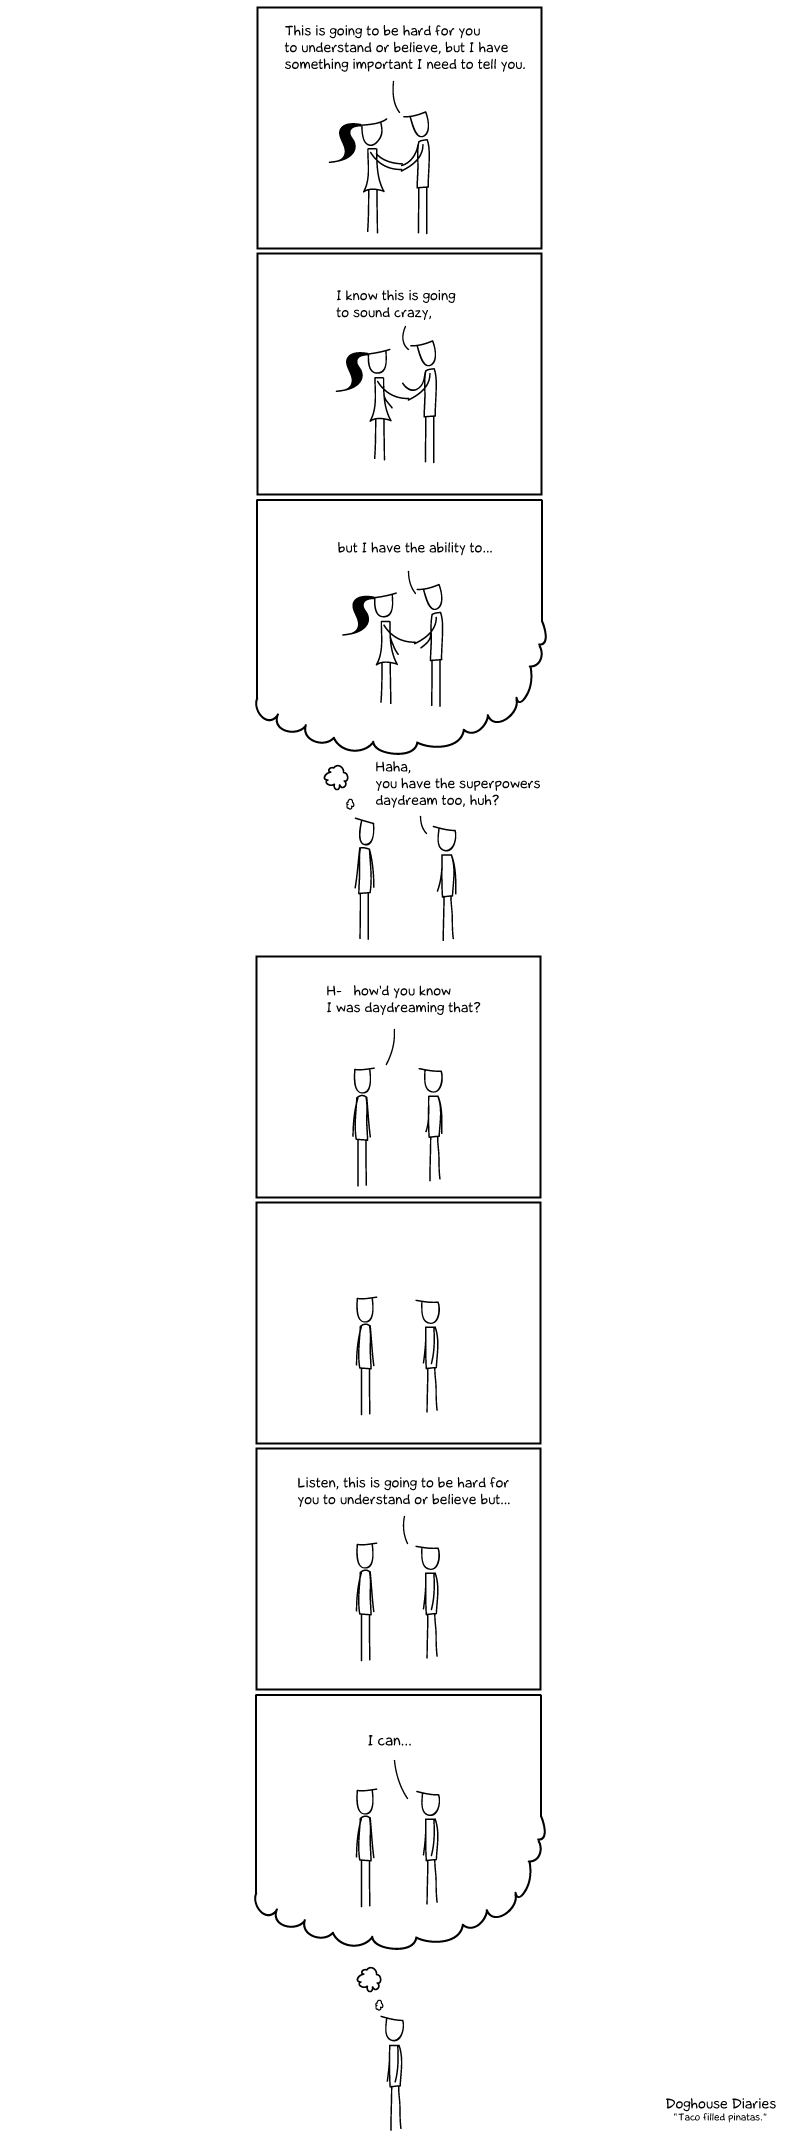 This is going to be hard for you
to understand or believe, but I have
something important I need to tell you.
I know this is going
to sound crazy,
but I have the ability to...
Haha,
you have the superpowers
daydream too, huh?
H- how'd you know
I was daydreaming that?
Listen, this is going to be hard for
you to understand or believe but...
I can...
Doghouse Diaries
"Taco filled pinatas."